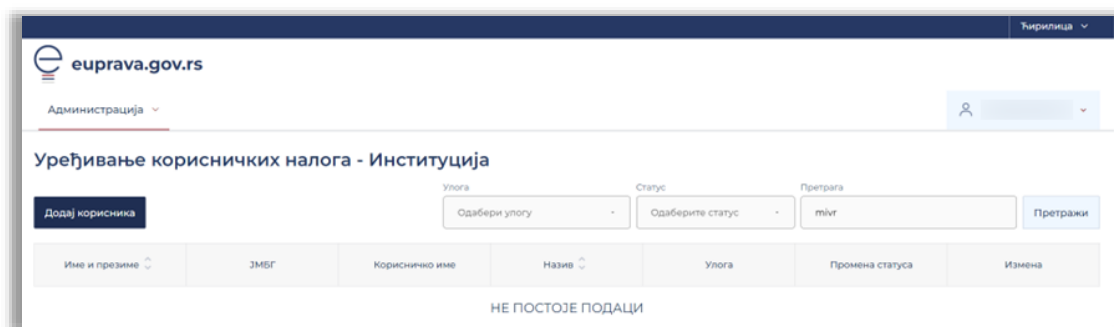 Ћирилица
euprava.gov.rs
Администрација
Уређивање корисничких налога - Институција
Улога Статус Претрага
Додај корисника Одабери улогу Одаберите статус mivr Претражи
Име и презиме ЈМБГ Корисничко име Назив Улога Промена статуса Измена
НЕ ПОСТОЈЕ ПОДАЦИ